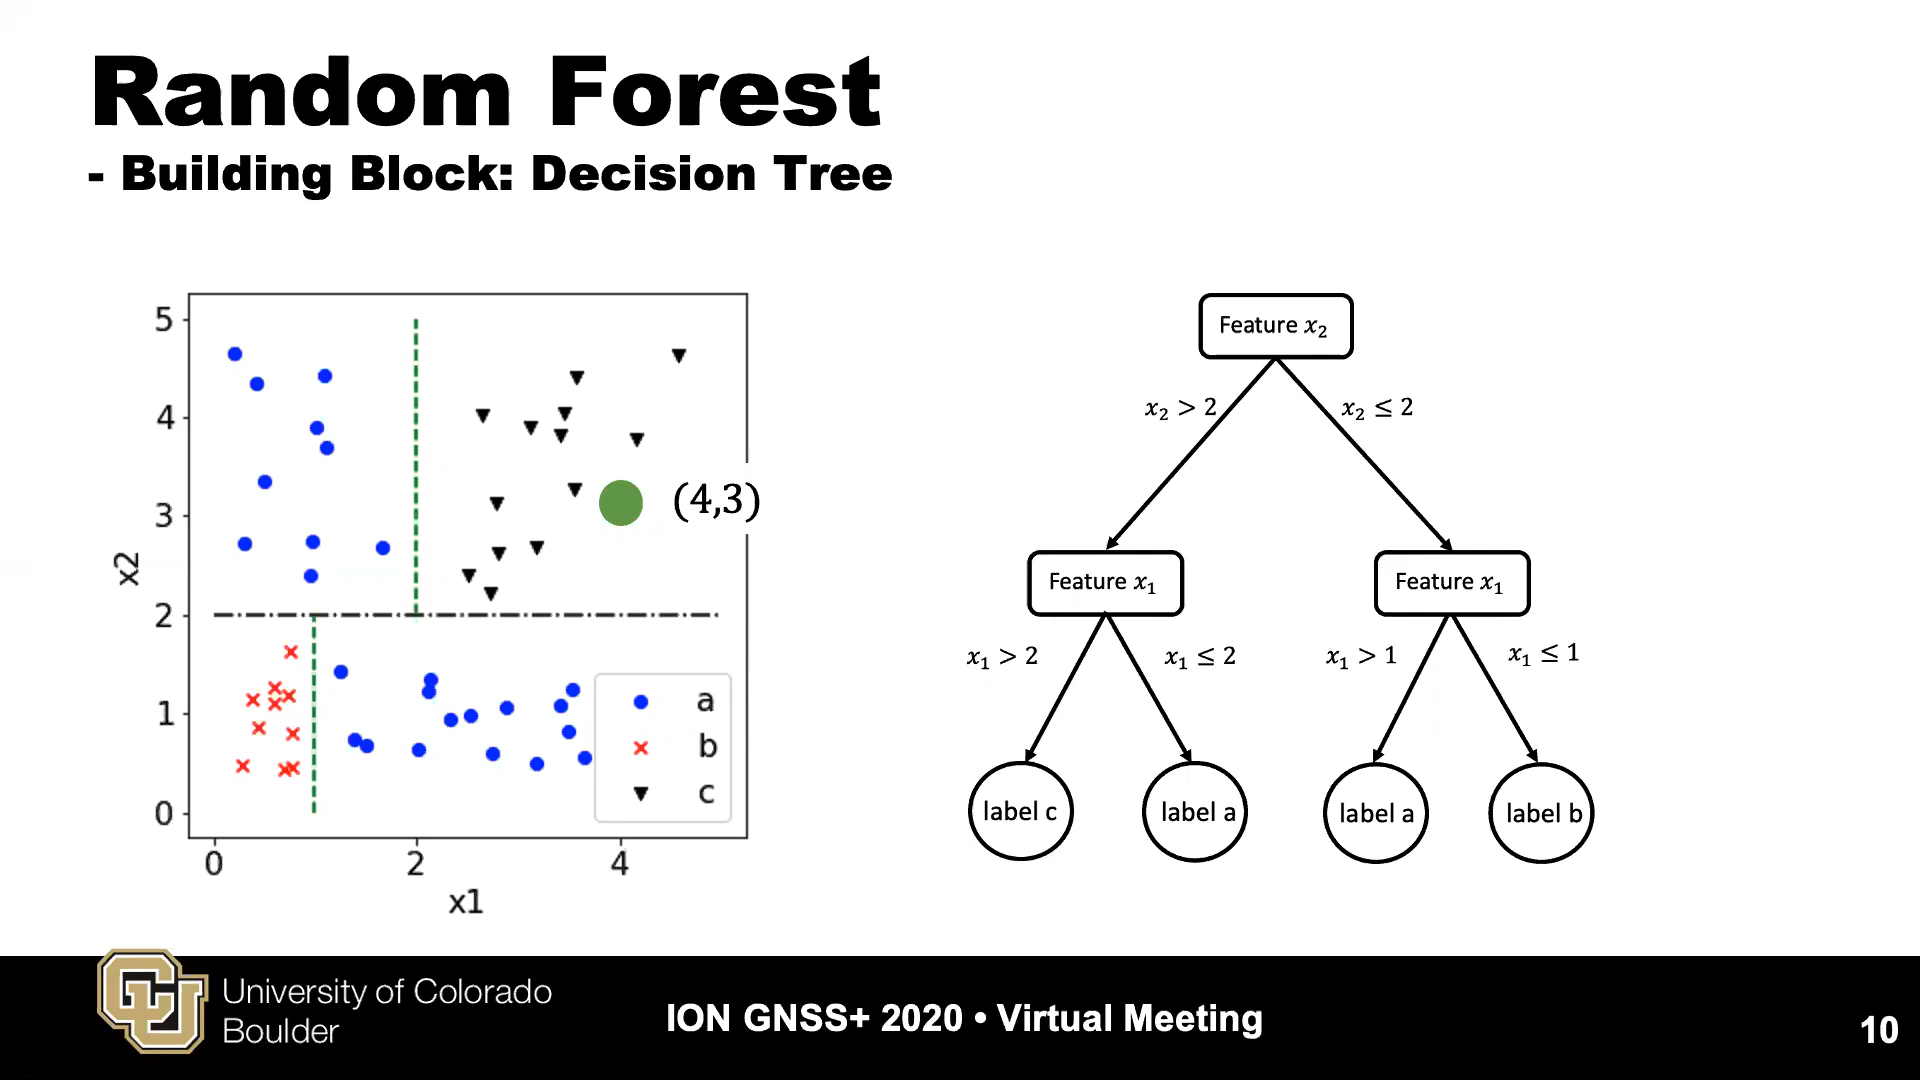 Random Forest
- Building Block: Decision Tree
5
4
3
2
1
0
x2
0
2
4
x1
(4,3)
a
b
c
Feature x₂
x₂ > 2
x₂ ≤ 2
Feature x₁
Feature x₁
x₁ > 2
x₁ ≤ 2
x₁ > 1
x₁ ≤ 1
label c
label a
label a
label b
CU
University of Colorado
Boulder
ION GNSS+ 2020 • Virtual Meeting
10